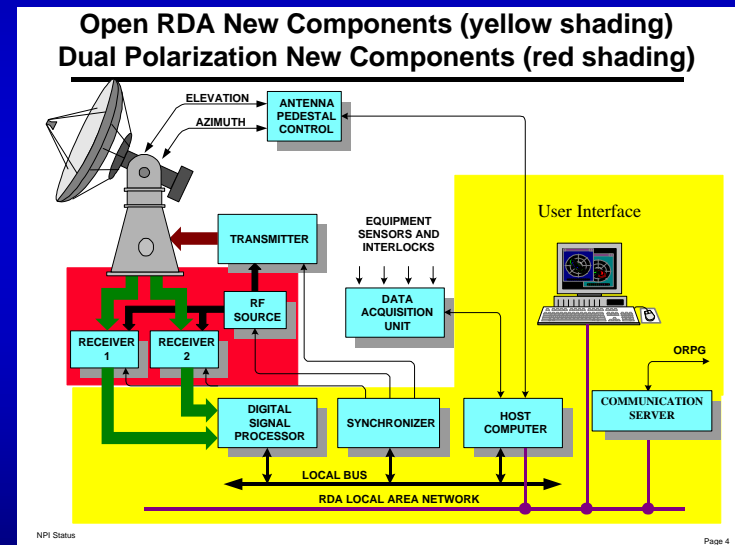 Open RDA New Components (yellow shading)
Dual Polarization New Components (red shading)
ELEVATION
AZIMUTH
ANTENNA
PEDESTAL
CONTROL
TRANSMITTER
EQUIPMENT
SENSORS AND
INTERLOCKS
User Interface
RF
SOURCE
DATA
ACQUISITION
UNIT
RECEIVER
1
RECEIVER
2
ORPG
DIGITAL
SIGNAL
PROCESSOR
SYNCHRONIZER
HOST
COMPUTER
COMMUNICATION
SERVER
LOCAL BUS
RDA LOCAL AREA NETWORK
NPI Status
Page 4